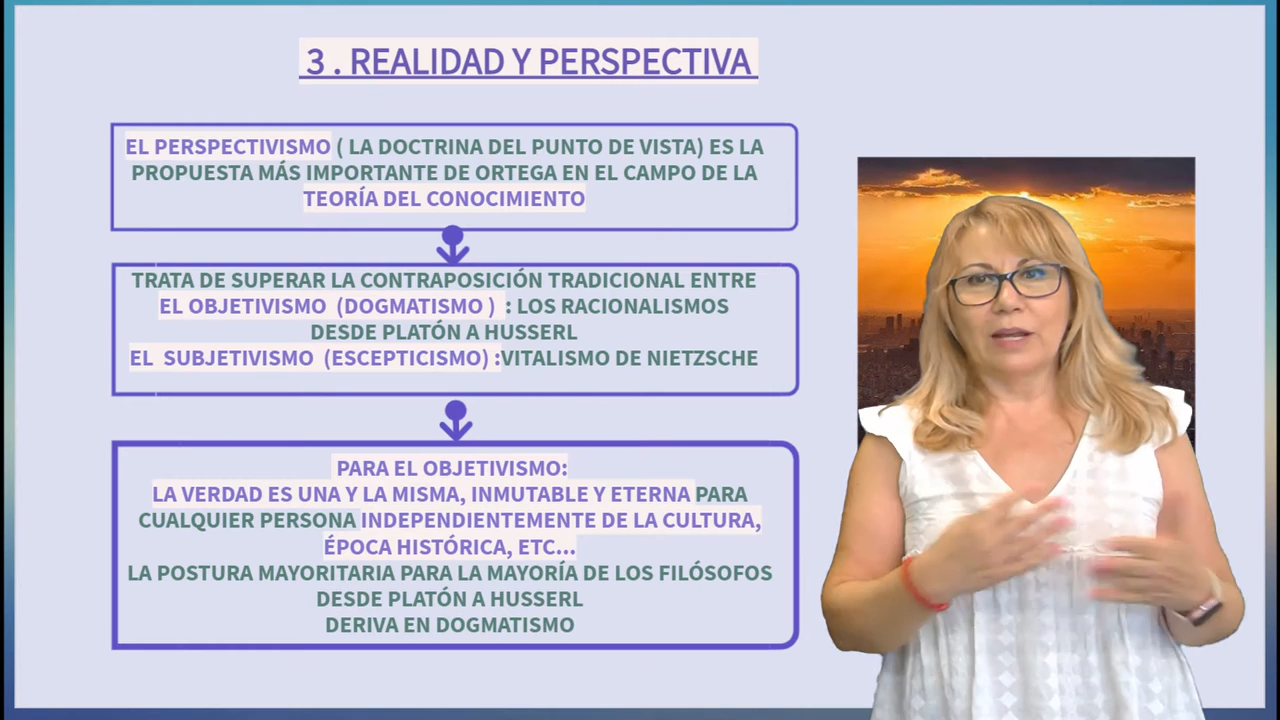 3 . REALIDAD Y PERSPECTIVA
EL PERSPECTIVISMO ( LA DOCTRINA DEL PUNTO DE VISTA) ES LA
PROPUESTA MÁS IMPORTANTE DE ORTEGA EN EL CAMPO DE LA
TEORÍA DEL CONOCIMIENTO
TRATA DE SUPERAR LA CONTRAPOSICIÓN TRADICIONAL ENTRE
EL OBJETIVISMO (DOGMATISMO ) : LOS RACIONALISMOS
DESDE PLATÓN A HUSSERL
EL SUBJETIVISMO (ESCEPTICISMO) :VITALISMO DE NIETZSCHE
PARA EL OBJETIVISMO:
LA VERDAD ES UNA Y LA MISMA, INMUTABLE Y ETERNA PARA
CUALQUIER PERSONA INDEPENDIENTEMENTE DE LA CULTURA,
ÉPOCA HISTÓRICA, ETC...
LA POSTURA MAYORITARIA PARA LA MAYORÍA DE LOS FILÓSOFOS
DESDE PLATÓN A HUSSERL
DERIVA EN DOGMATISMO